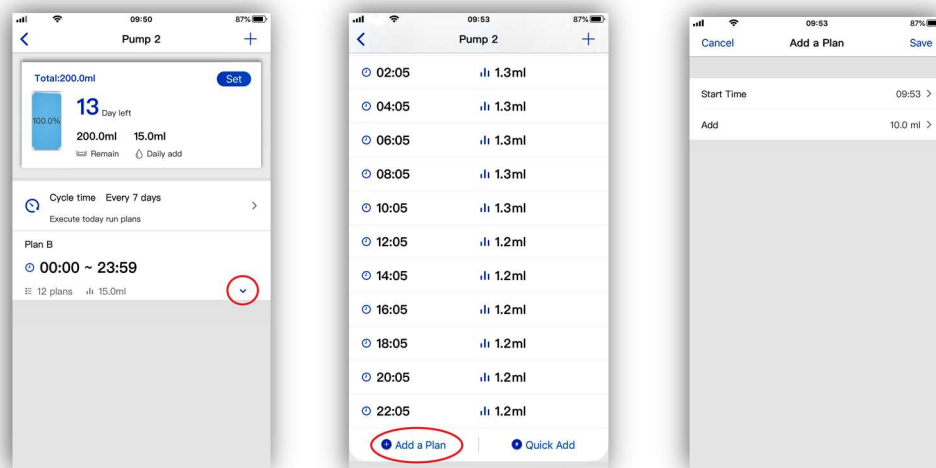 09:50 87%
Pump 2
Total:200.0ml Set
100.0% 13 Day left
200.0ml 15.0ml
Remain Daily add
Cycle time Every 7 days
Execute today run plans
Plan B
00:00 ~ 23:59
12 plans 15.0ml
09:53 87%
Pump 2
02:05 1.3ml
04:05 1.3ml
06:05 1.3ml
08:05 1.3ml
10:05 1.3ml
12:05 1.2ml
14:05 1.2ml
16:05 1.2ml
18:05 1.2ml
20:05 1.2ml
22:05 1.2ml
Add a Plan Quick Add
09:53 87%
Cancel Add a Plan Save
Start Time 09:53
Add 10.0 ml